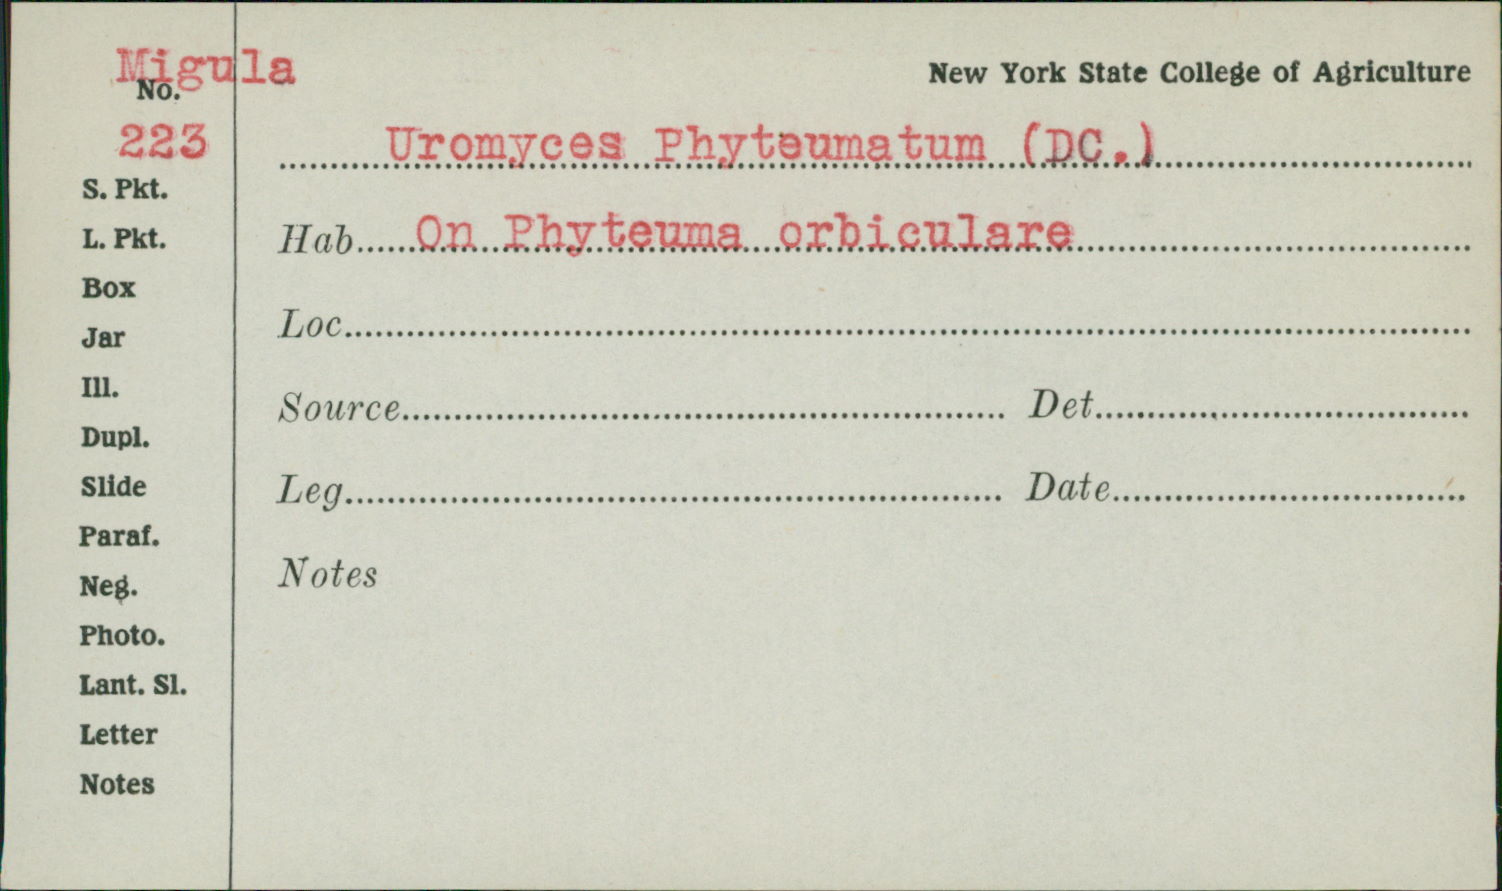 Migula
New York State College of Agriculture
No.
223
Uromyces Phyteumatum (DC.)
S. Pkt.
L. Pkt.
Hab. On Phyteuma orbiculare
Box
Loc.
Jar
Ill.
Source Det.
Dupl.
Slide
Leg. Date
Paraf.
Neg.
Notes
Photo.
Lant. Sl.
Letter
Notes